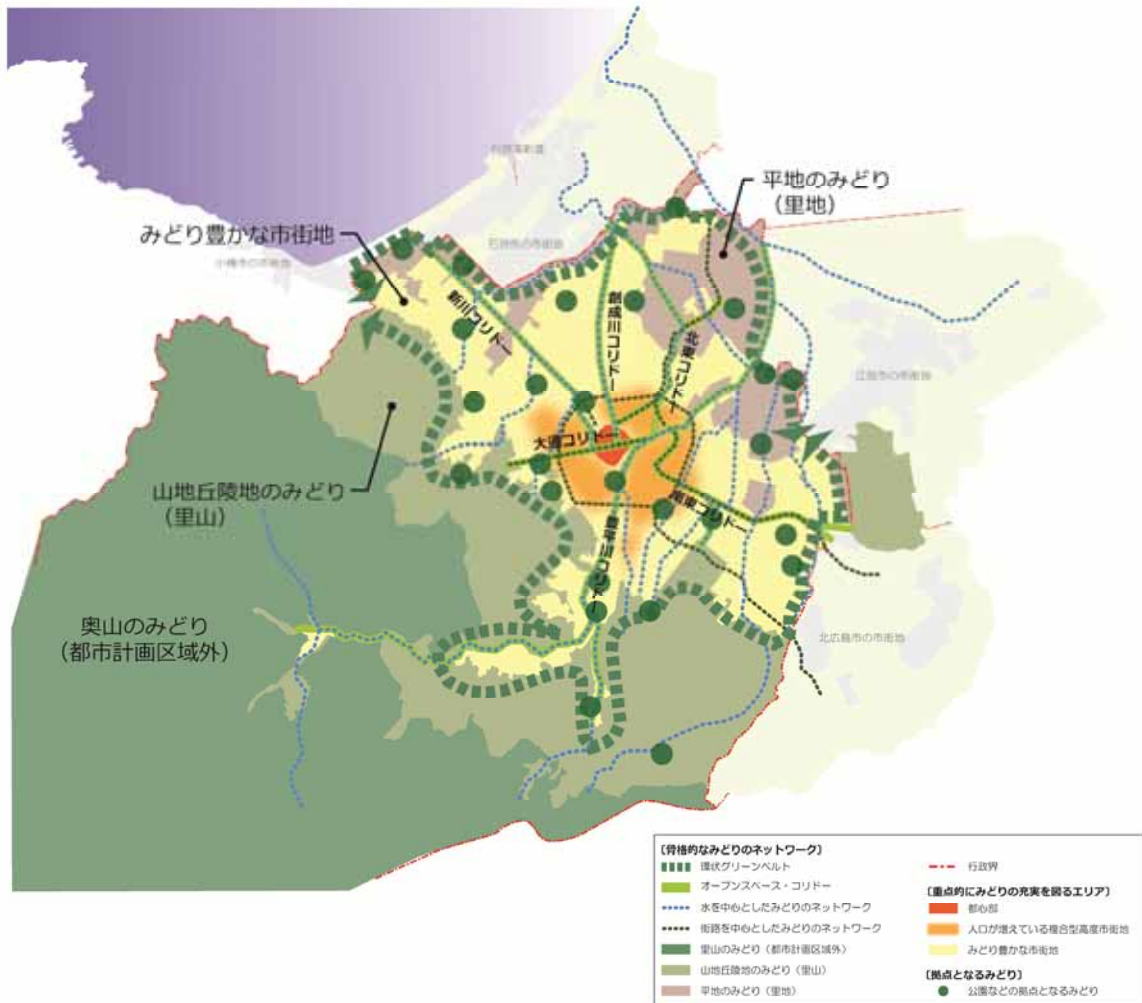 石狩湾新港
平地のみどり
（里地）
みどり豊かな市街地
石狩市の市街地
小樽市の市街地
新川コリドー
創成川コリドー
北東コリドー
江別市の市街地
大通コリドー
山地丘陵地のみどり
（里山）
南東コリドー
豊平川コリドー
奥山のみどり
（都市計画区域外）
北広島市の市街地
〔骨格的なみどりのネットワーク〕
環状グリーンベルト
オープンスペース・コリドー
水を中心としたみどりのネットワーク
街路を中心としたみどりのネットワーク
里山のみどり（都市計画区域外）
山地丘陵地のみどり（里山）
平地のみどり（里地）
行政界
〔重点的にみどりの充実を図るエリア〕
都心部
人口が増えている複合型高度市街地
みどり豊かな市街地
〔拠点となるみどり〕
公園などの拠点となるみどり